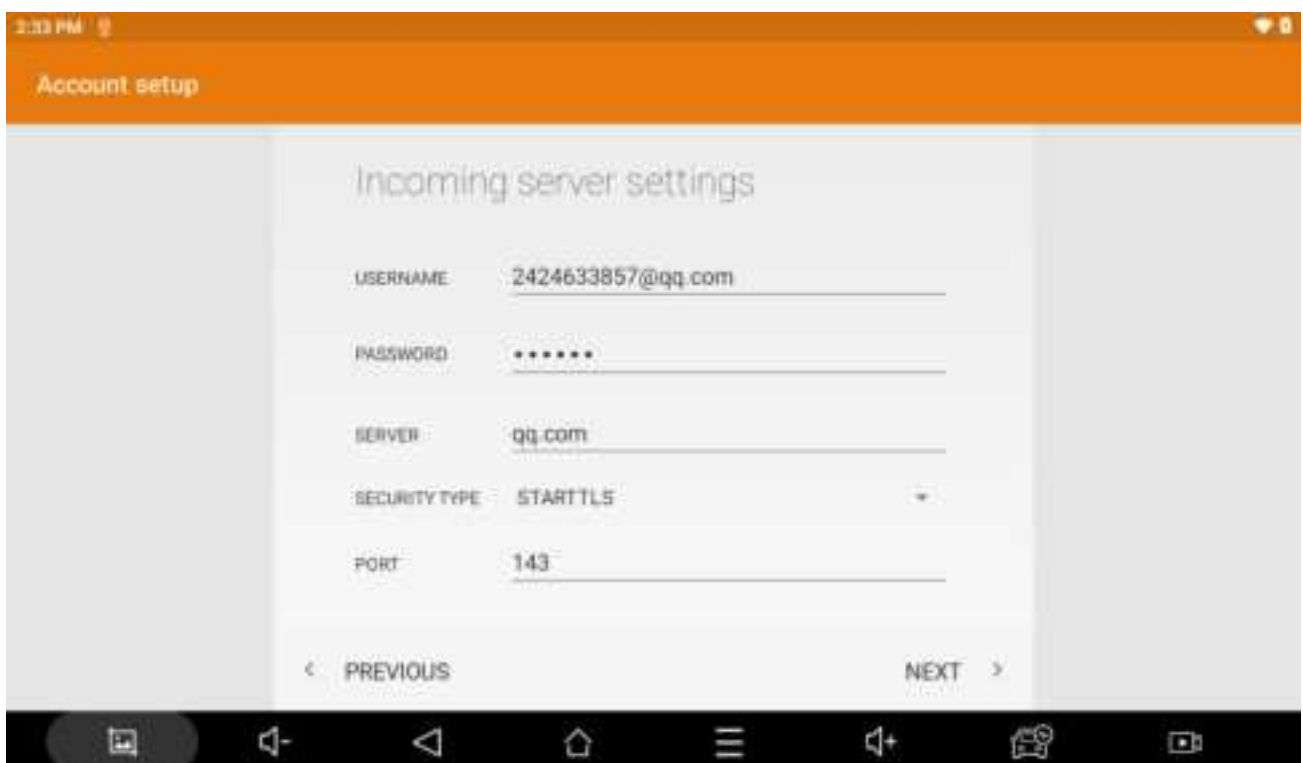 2:33 PM
Account setup
Incoming server settings
USERNAME 2424633857@qq.com
PASSWORD ••••••
SERVER qq.com
SECURITY TYPE STARTTLS
PORT 143
< PREVIOUS NEXT >